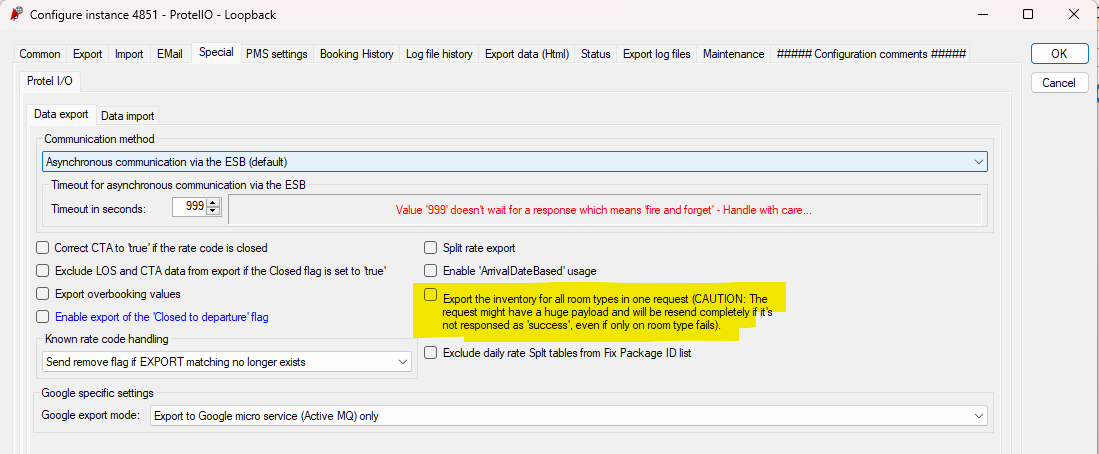 Configure instance 4851 - ProtelIO - Loopback
Common Export Import EMail Special PMS settings Booking History Log file history Export data (Html) Status Export log files Maintenance ##### Configuration comments #####
OK
Cancel
Protel I/O
Data export Data import
Communication method
Asynchronous communication via the ESB (default)
Timeout for asynchronous communication via the ESB
Timeout in seconds: 999 Value '999' doesn't wait for a response which means 'fire and forget' - Handle with care...
Correct CTA to 'true' if the rate code is closed
Exclude LOS and CTA data from export if the Closed flag is set to 'true'
Export overbooking values
Enable export of the 'Closed to departure' flag
Split rate export
Enable 'ArrivalDateBased' usage
Export the inventory for all room types in one request (CAUTION: The
request might have a huge payload and will be resend completely if it's
not responsed as 'success', even if only on room type fails).
Exclude daily rate Splt tables from Fix Package ID list
Known rate code handling
Send remove flag if EXPORT matching no longer exists
Google specific settings
Google export mode: Export to Google micro service (Active MQ) only